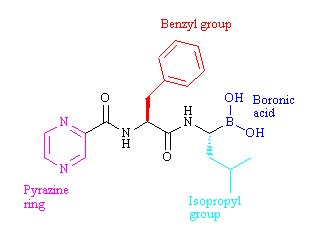 Benzyl group
O
OH
Boronic
acid
N
H
N
B
OH
N
H
O
N
Pyrazine
ring
Isopropyl
group